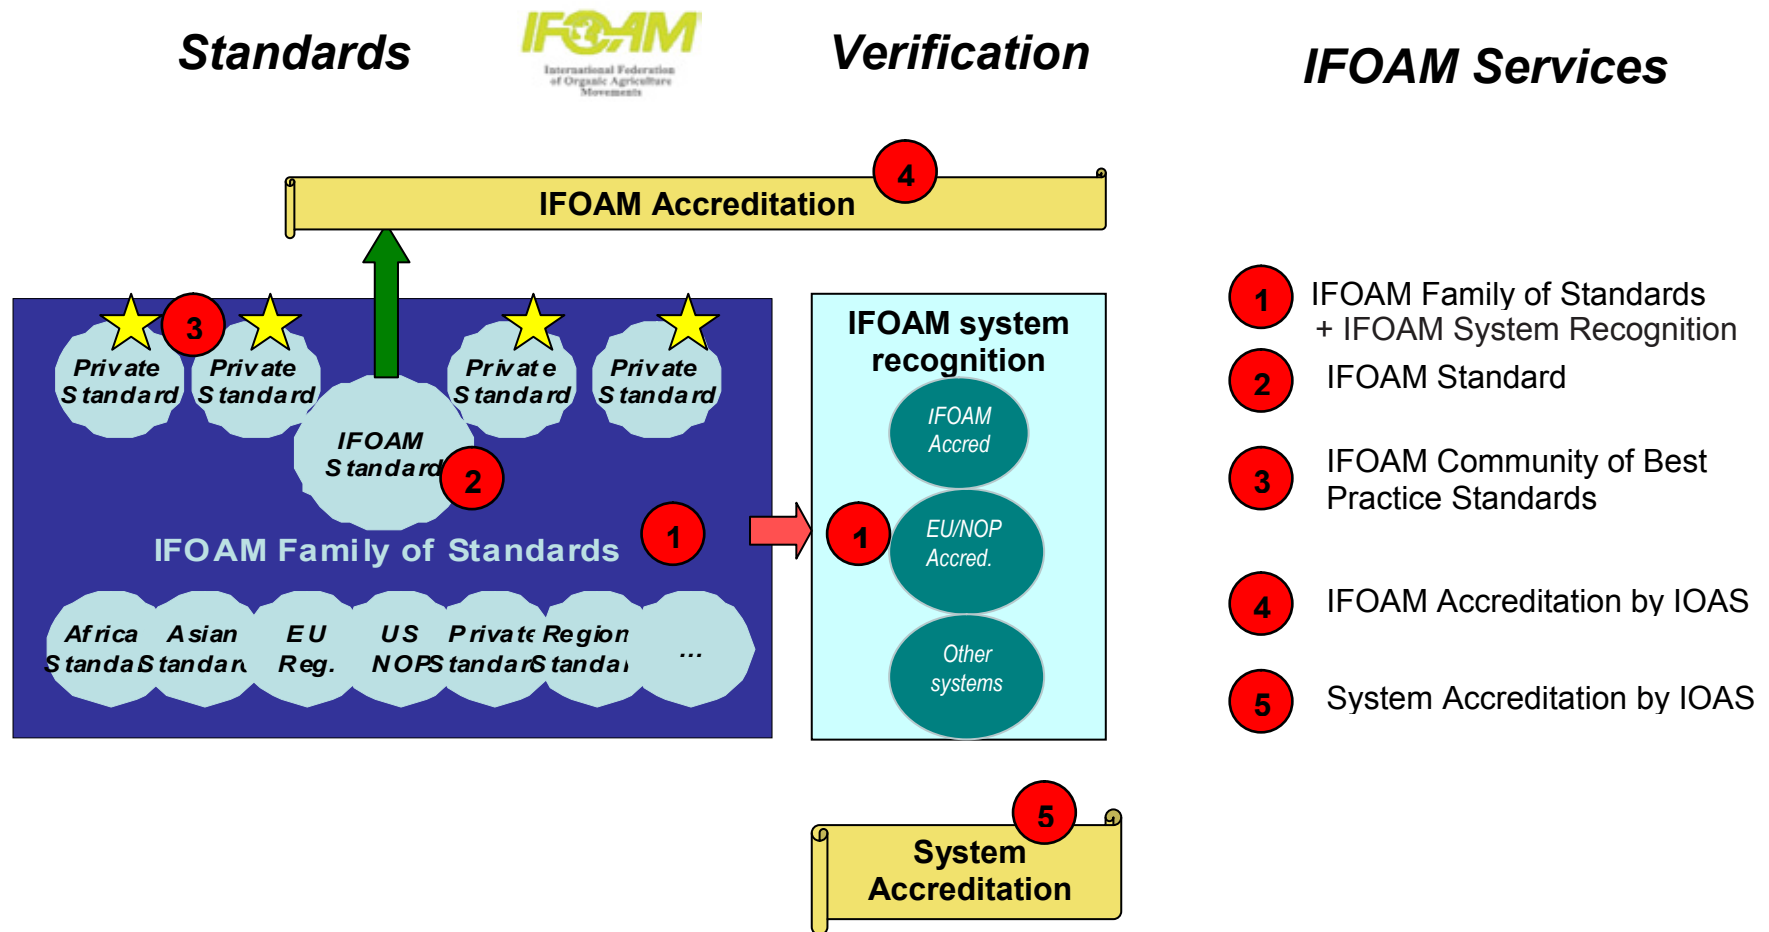 Standards
IFOAM
International Federation
of Organic Agriculture
Movements
Verification
IFOAM Services
4
IFOAM Accreditation
3
Private
Standard
Private
Standard
Private
Standard
Private
Standard
IFOAM
Standard
2
1
IFOAM Family of Standards
Africa
Standa
Asian
Standard
EU
Reg.
US
NOP
Private
Standard
Region
Standa
...
IFOAM system
recognition
IFOAM
Accred
1
EU/NOP
Accred.
Other
systems
5
System
Accreditation
1 IFOAM Family of Standards
+ IFOAM System Recognition
2 IFOAM Standard
3 IFOAM Community of Best
Practice Standards
4 IFOAM Accreditation by IOAS
5 System Accreditation by IOAS